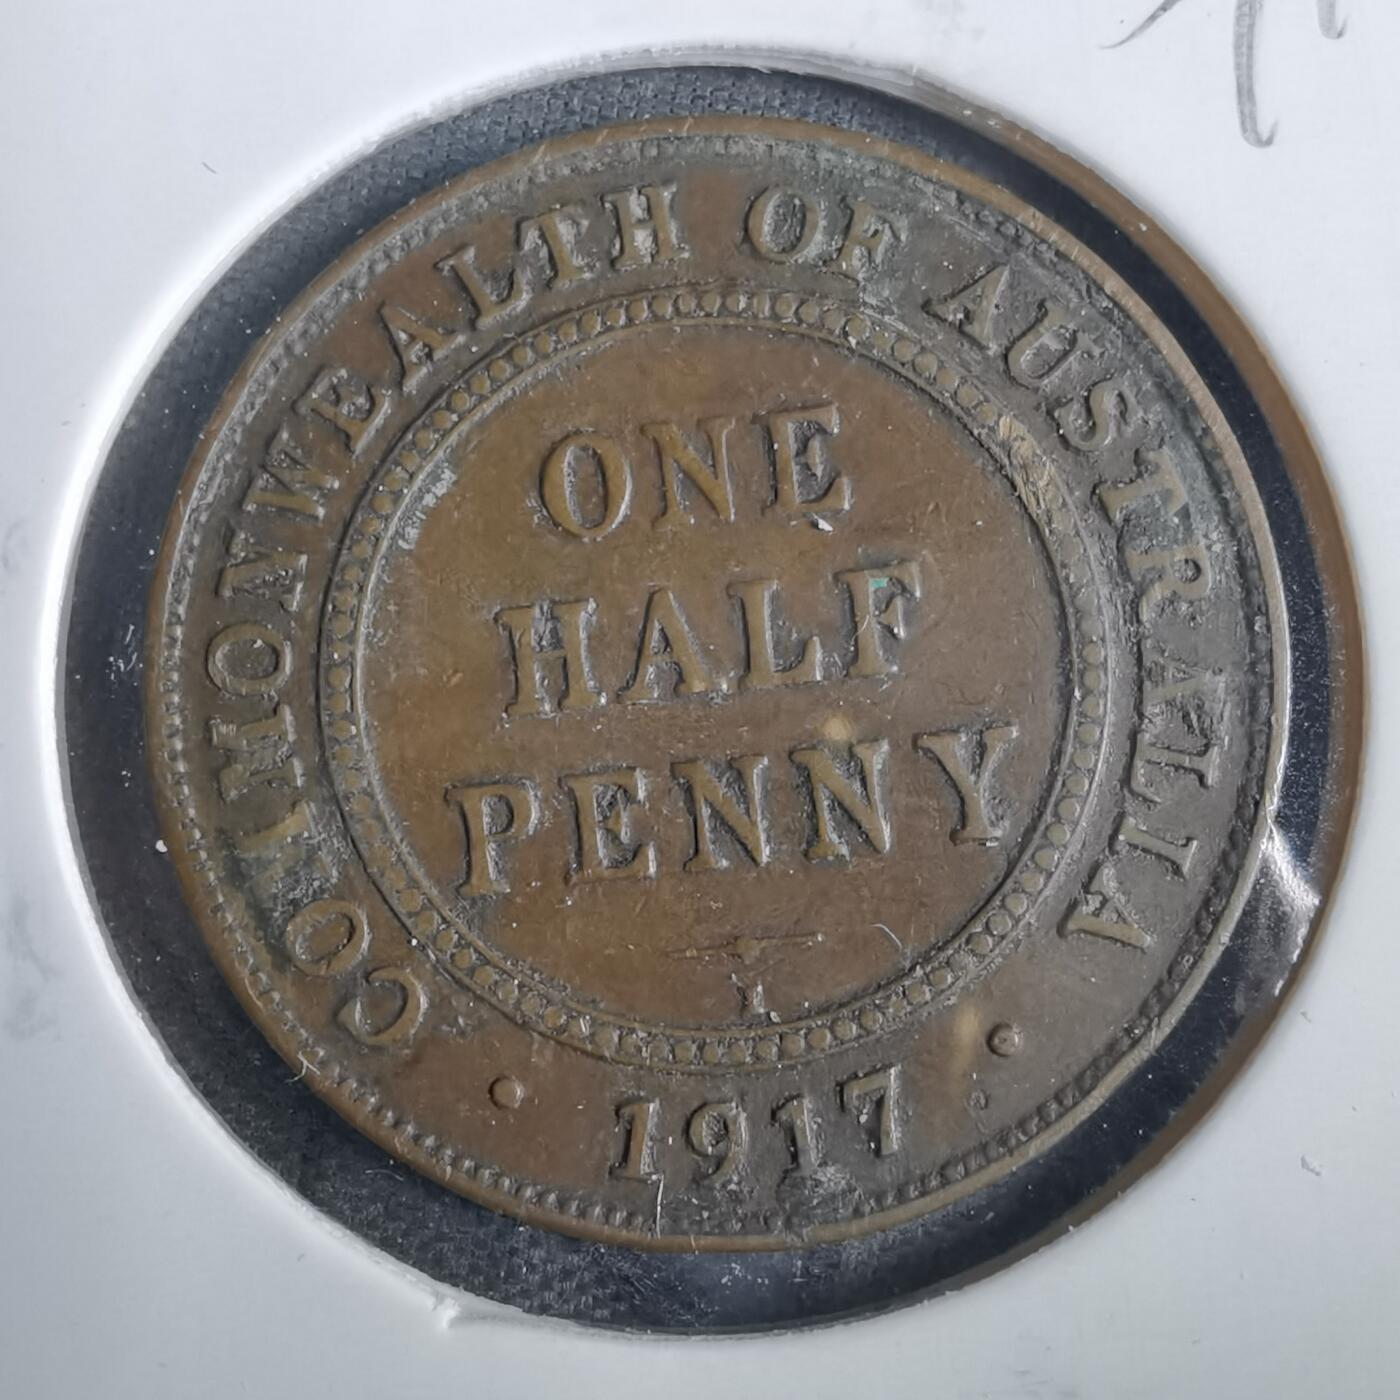 COMMONWEALTH OF AUSTRALIA
ONE
HALF
PENNY
I
· 1917 ·